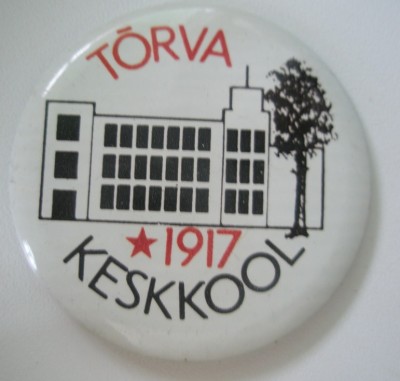 TÕRVA
★ 1917
KESKKOOL